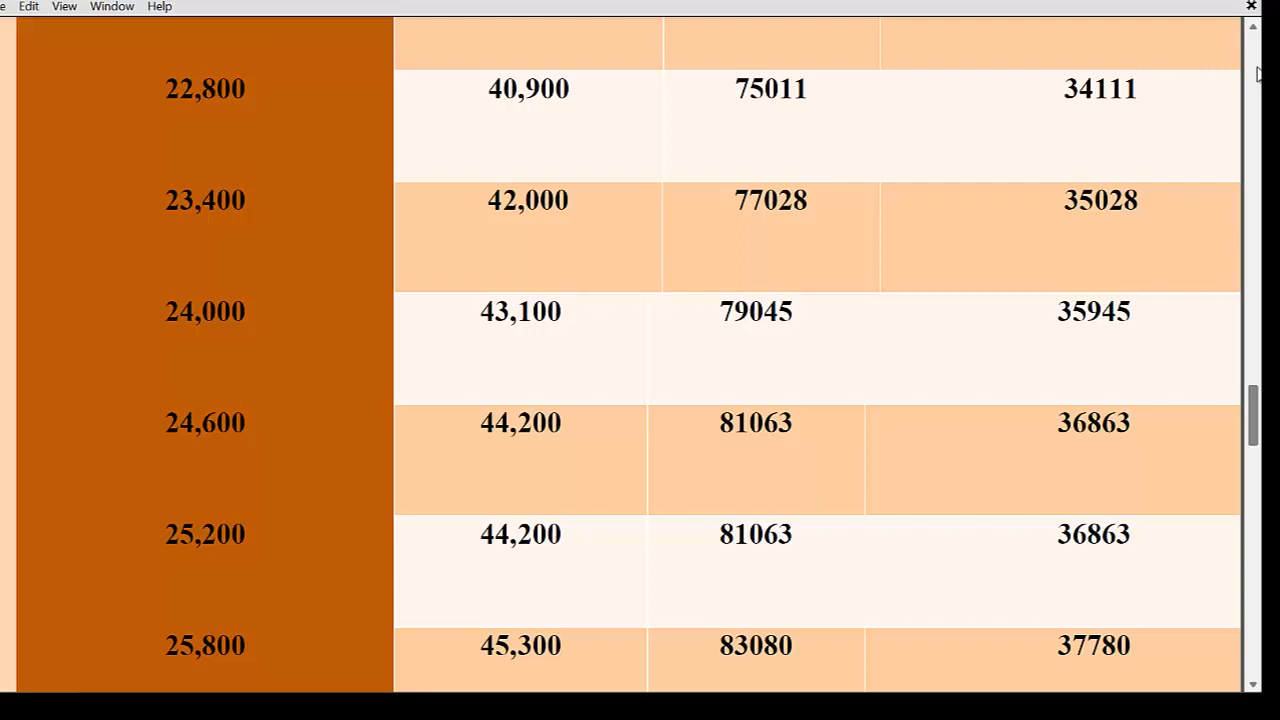 Edit View Window Help
22,800 40,900 75011 34111
23,400 42,000 77028 35028
24,000 43,100 79045 35945
24,600 44,200 81063 36863
25,200 44,200 81063 36863
25,800 45,300 83080 37780